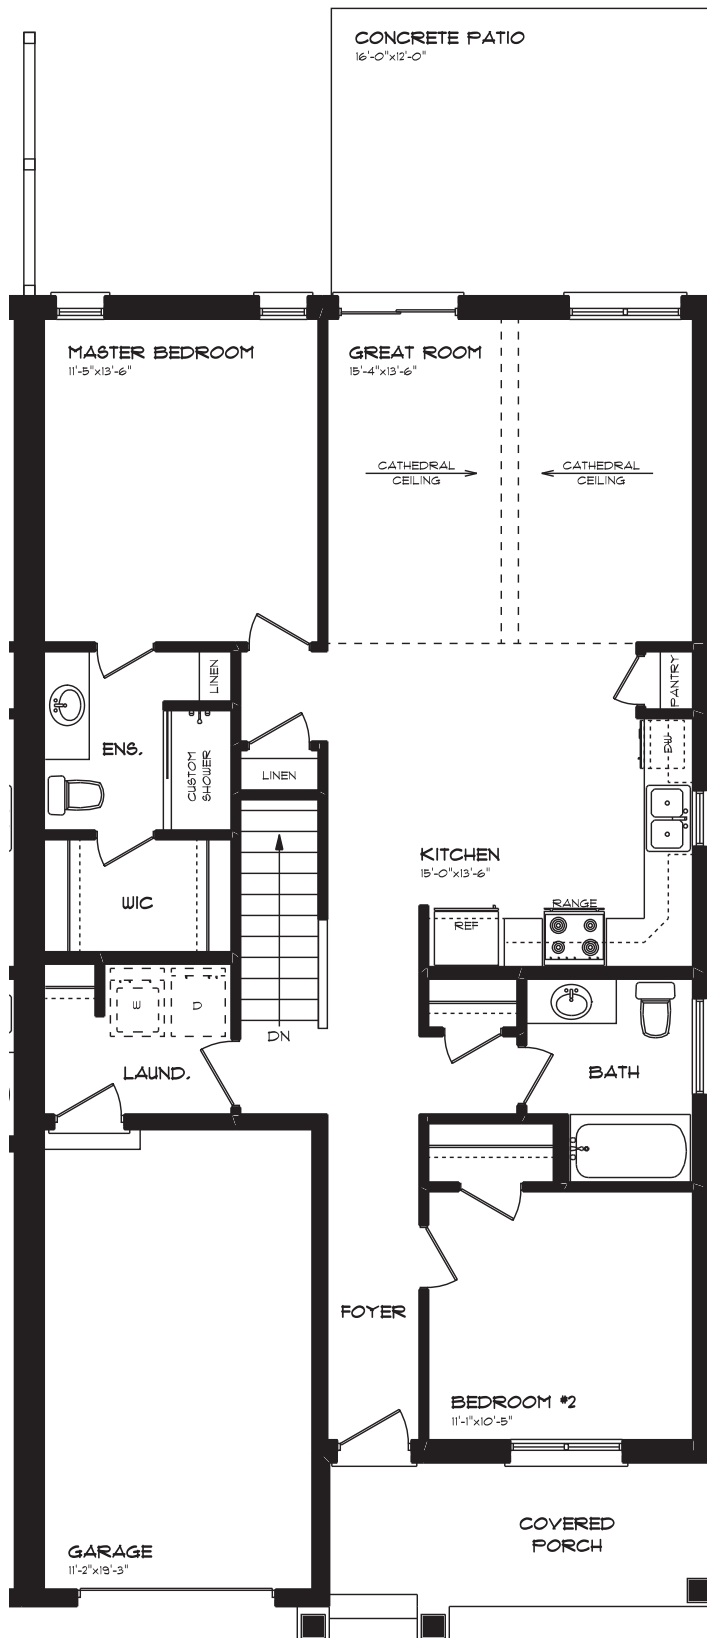 CONCRETE PATIO
16'-0"x12'-0"
MASTER BEDROOM
11'-5"x13'-6"
GREAT ROOM
15'-4"x13'-6"
CATHEDRAL
CEILING
CATHEDRAL
CEILING
LINEN
PANTRY
ENS.
CUSTOM
SHOWER
DW
LINEN
KITCHEN
15'-0"x13'-6"
WIC
RANGE
REF
W
D
DN
LAUND.
BATH
FOYER
BEDROOM #2
11'-1"x10'-5"
COVERED
PORCH
GARAGE
11'-2"x19'-3"